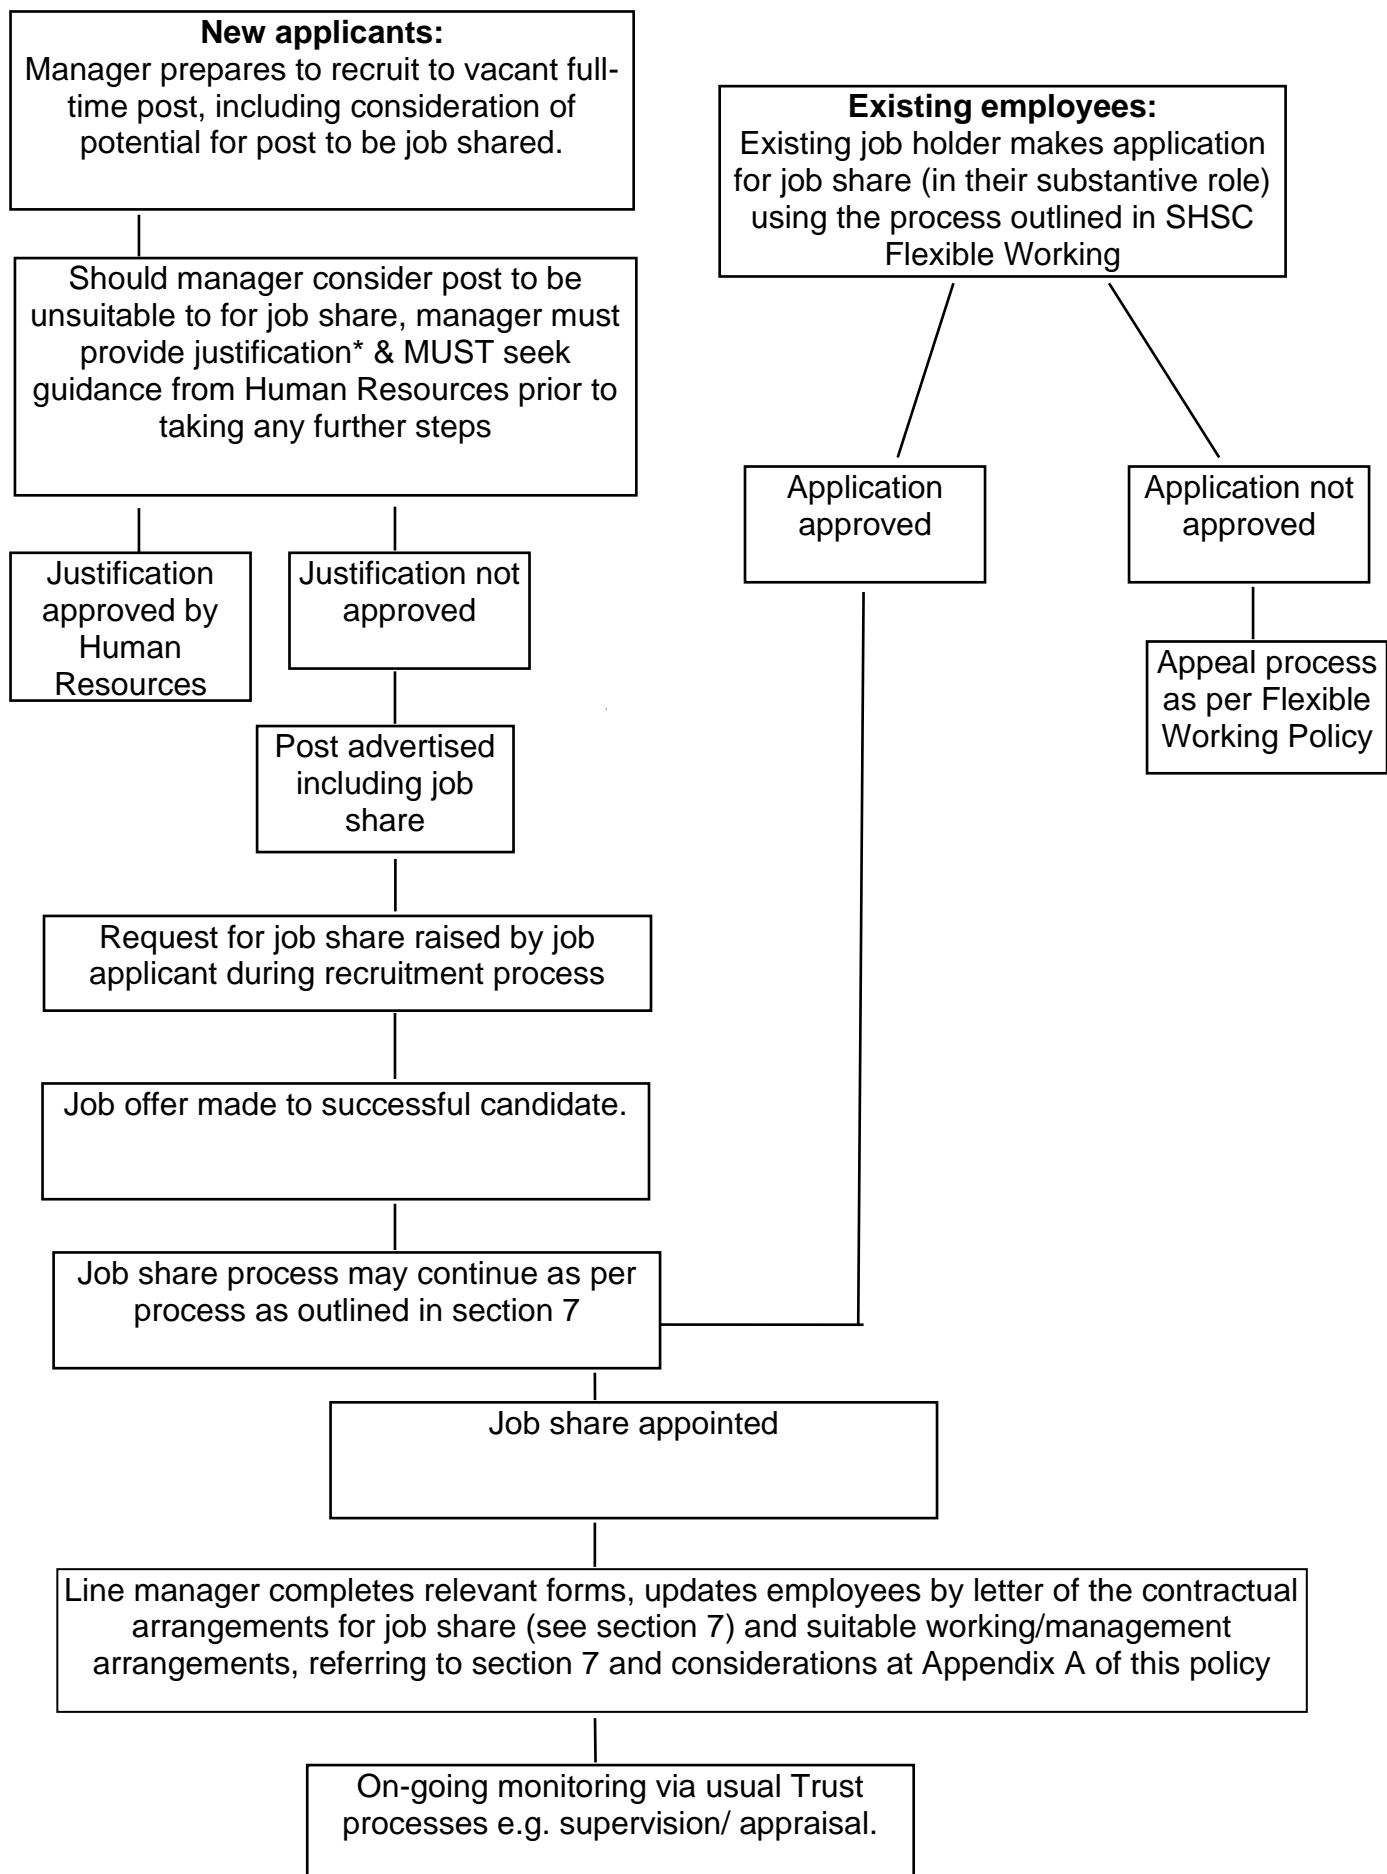 New applicants:
Manager prepares to recruit to vacant full-
time post, including consideration of
potential for post to be job shared.
Existing employees:
Existing job holder makes application
for job share (in their substantive role)
using the process outlined in SHSC
Flexible Working
Should manager consider post to be
unsuitable to for job share, manager must
provide justification* & MUST seek
guidance from Human Resources prior to
taking any further steps
Application
approved
Application not
approved
Justification
approved by
Human
Resources
Justification not
approved
Appeal process
as per Flexible
Working Policy
Post advertised
including job
share
Request for job share raised by job
applicant during recruitment process
Job offer made to successful candidate.
Job share process may continue as per
process as outlined in section 7
Job share appointed
Line manager completes relevant forms, updates employees by letter of the contractual
arrangements for job share (see section 7) and suitable working/management
arrangements, referring to section 7 and considerations at Appendix A of this policy
On-going monitoring via usual Trust
processes e.g. supervision/ appraisal.